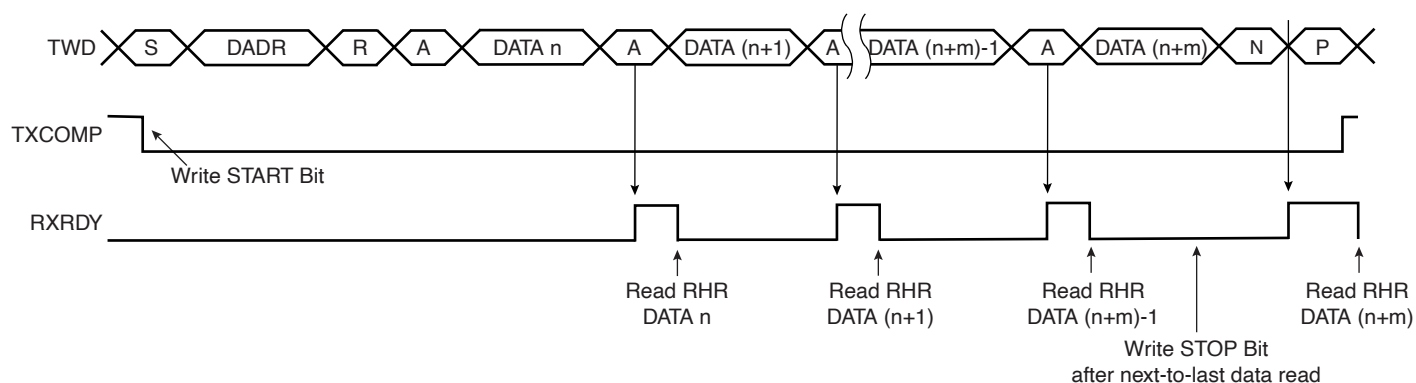 TWD S DADR R A DATA n A DATA (n+1) A DATA (n+m)-1 A DATA (n+m) N P
TXCOMP
Write START Bit
RXRDY
Read RHR
DATA n
Read RHR
DATA (n+1)
Read RHR
DATA (n+m)-1
Read RHR
DATA (n+m)
Write STOP Bit
after next-to-last data read